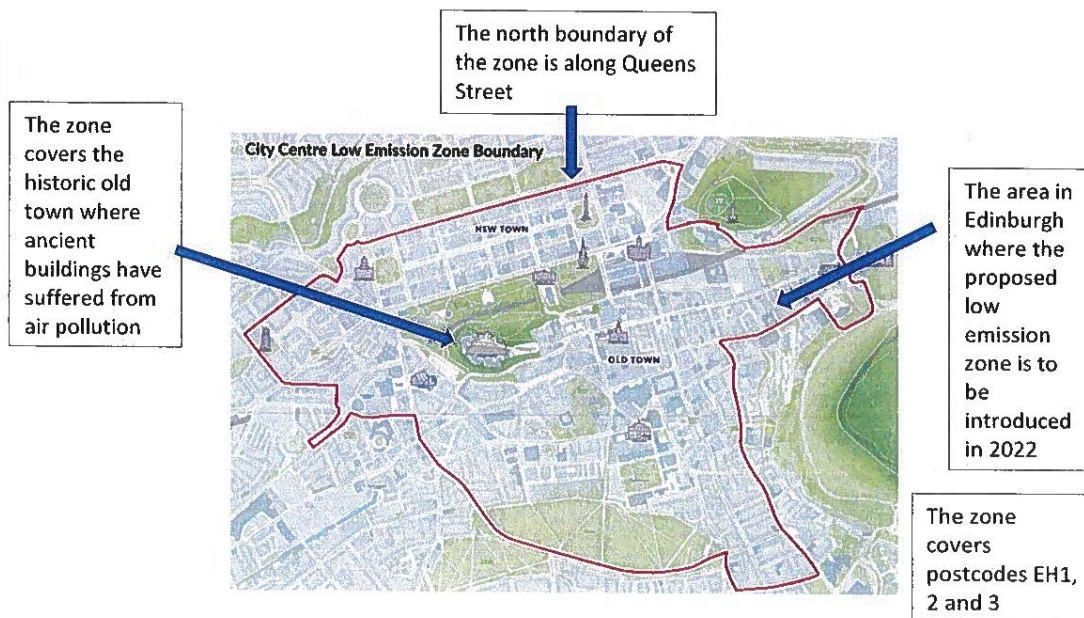 The north boundary of
the zone is along Queens
Street
The zone
covers the
historic old
town where
ancient
buildings have
suffered from
air pollution
City Centre Low Emission Zone Boundary
NEW TOWN
OLD TOWN
The area in
Edinburgh
where the
proposed
low
emission
zone is to
be
introduced
in 2022
The zone
covers
postcodes EH1,
2 and 3